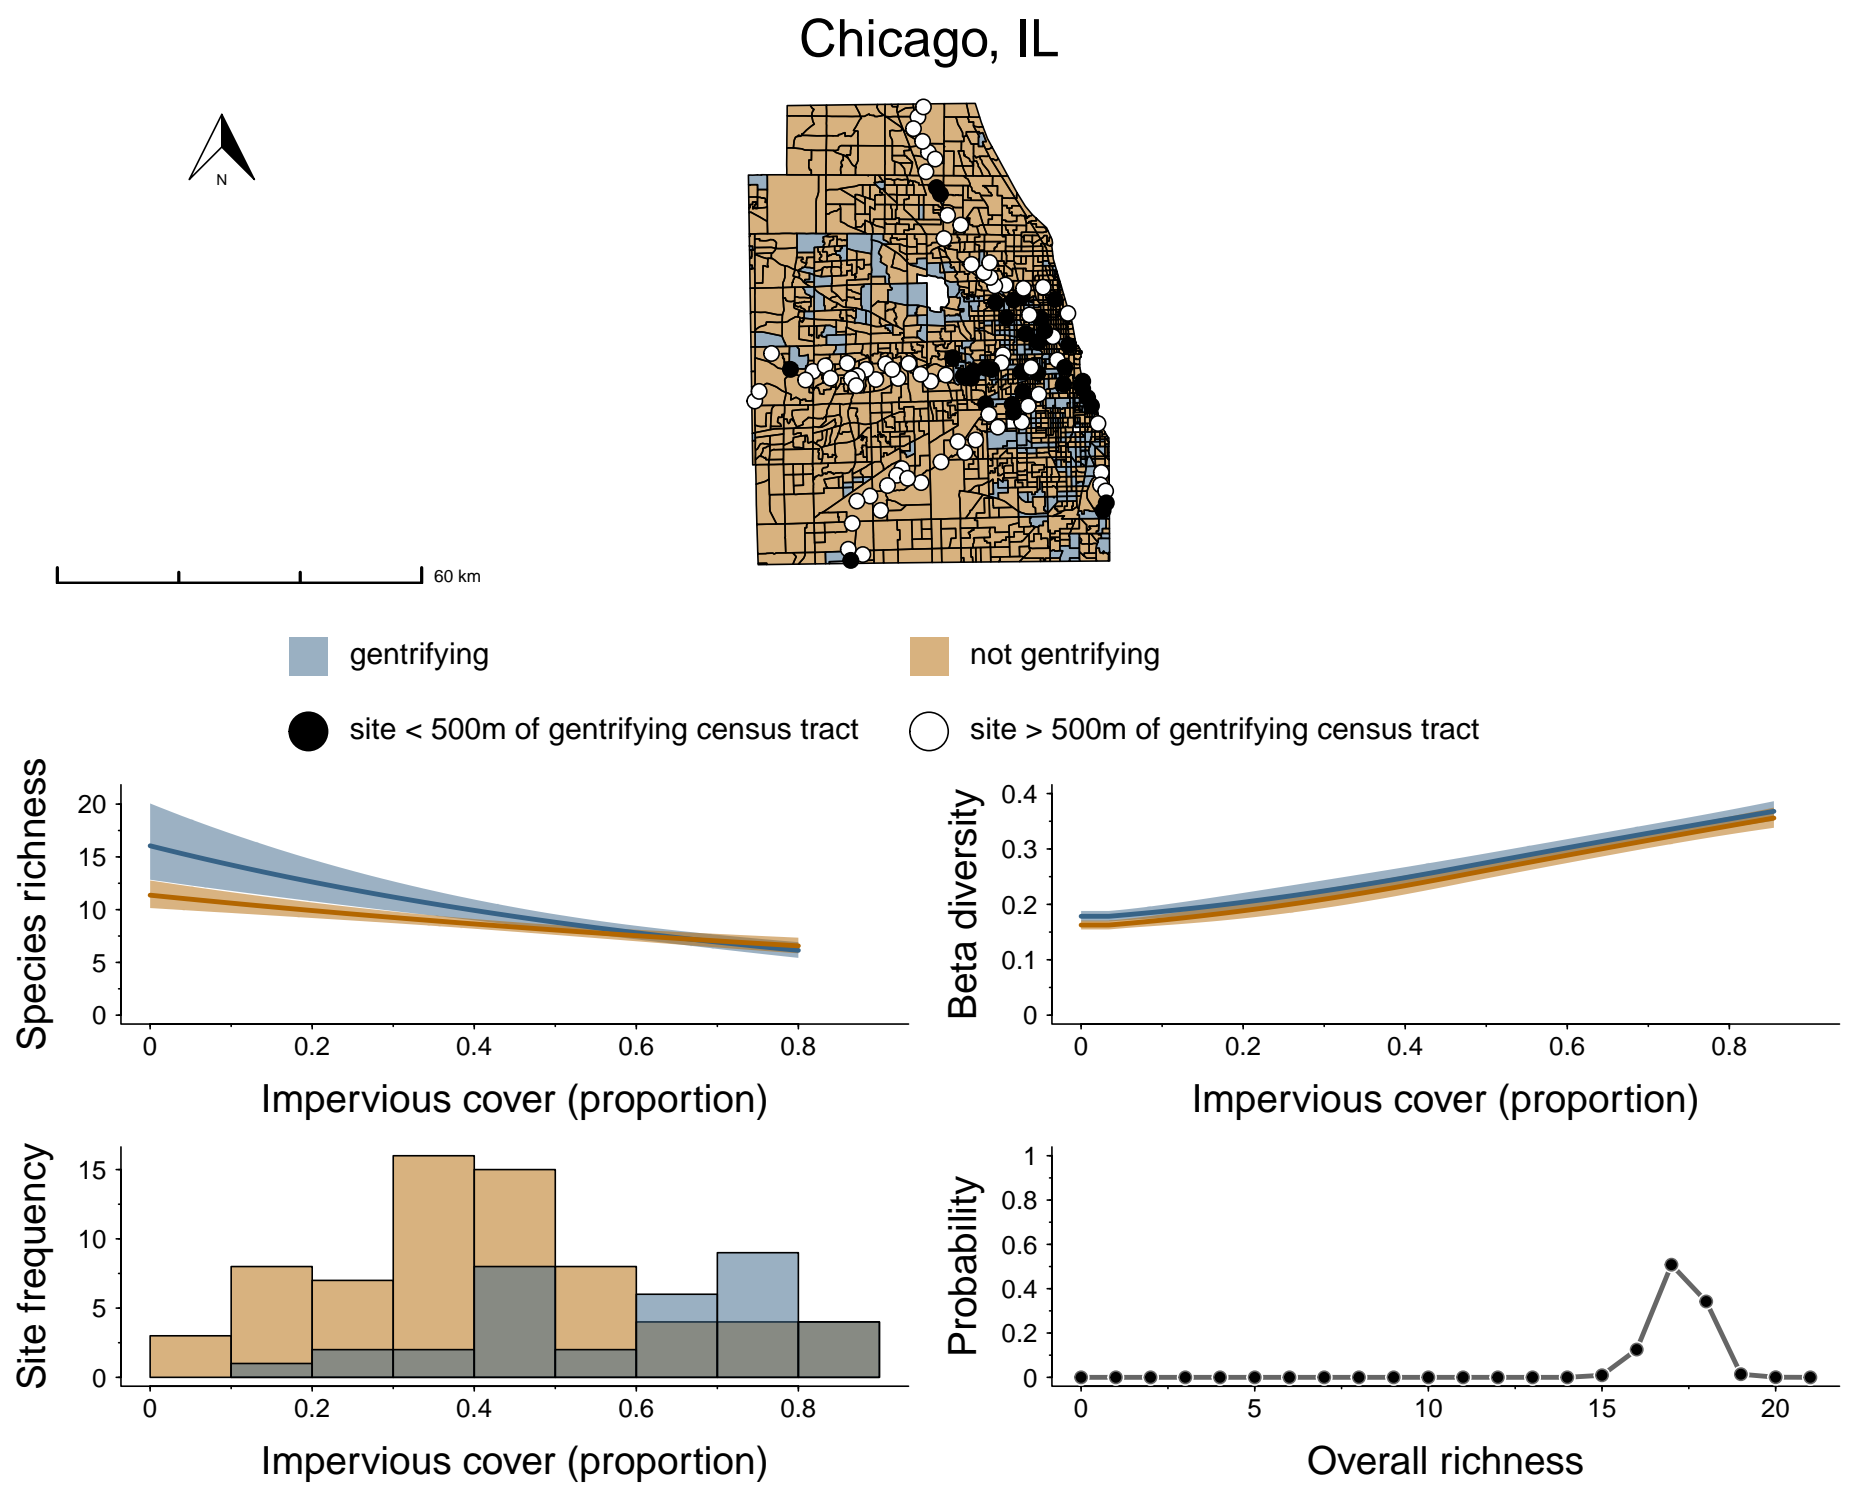 Chicago, IL
N
60 km
gentrifying
not gentrifying
site < 500m of gentrifying census tract
site > 500m of gentrifying census tract
Species richness
20
15
10
5
0
0 0.2 0.4 0.6 0.8
Impervious cover (proportion)
Beta diversity
0.4
0.3
0.2
0.1
0
0 0.2 0.4 0.6 0.8
Impervious cover (proportion)
Site frequency
15
10
5
0
0 0.2 0.4 0.6 0.8
Impervious cover (proportion)
Probability
1
0.8
0.6
0.4
0.2
0
0 5 10 15 20
Overall richness